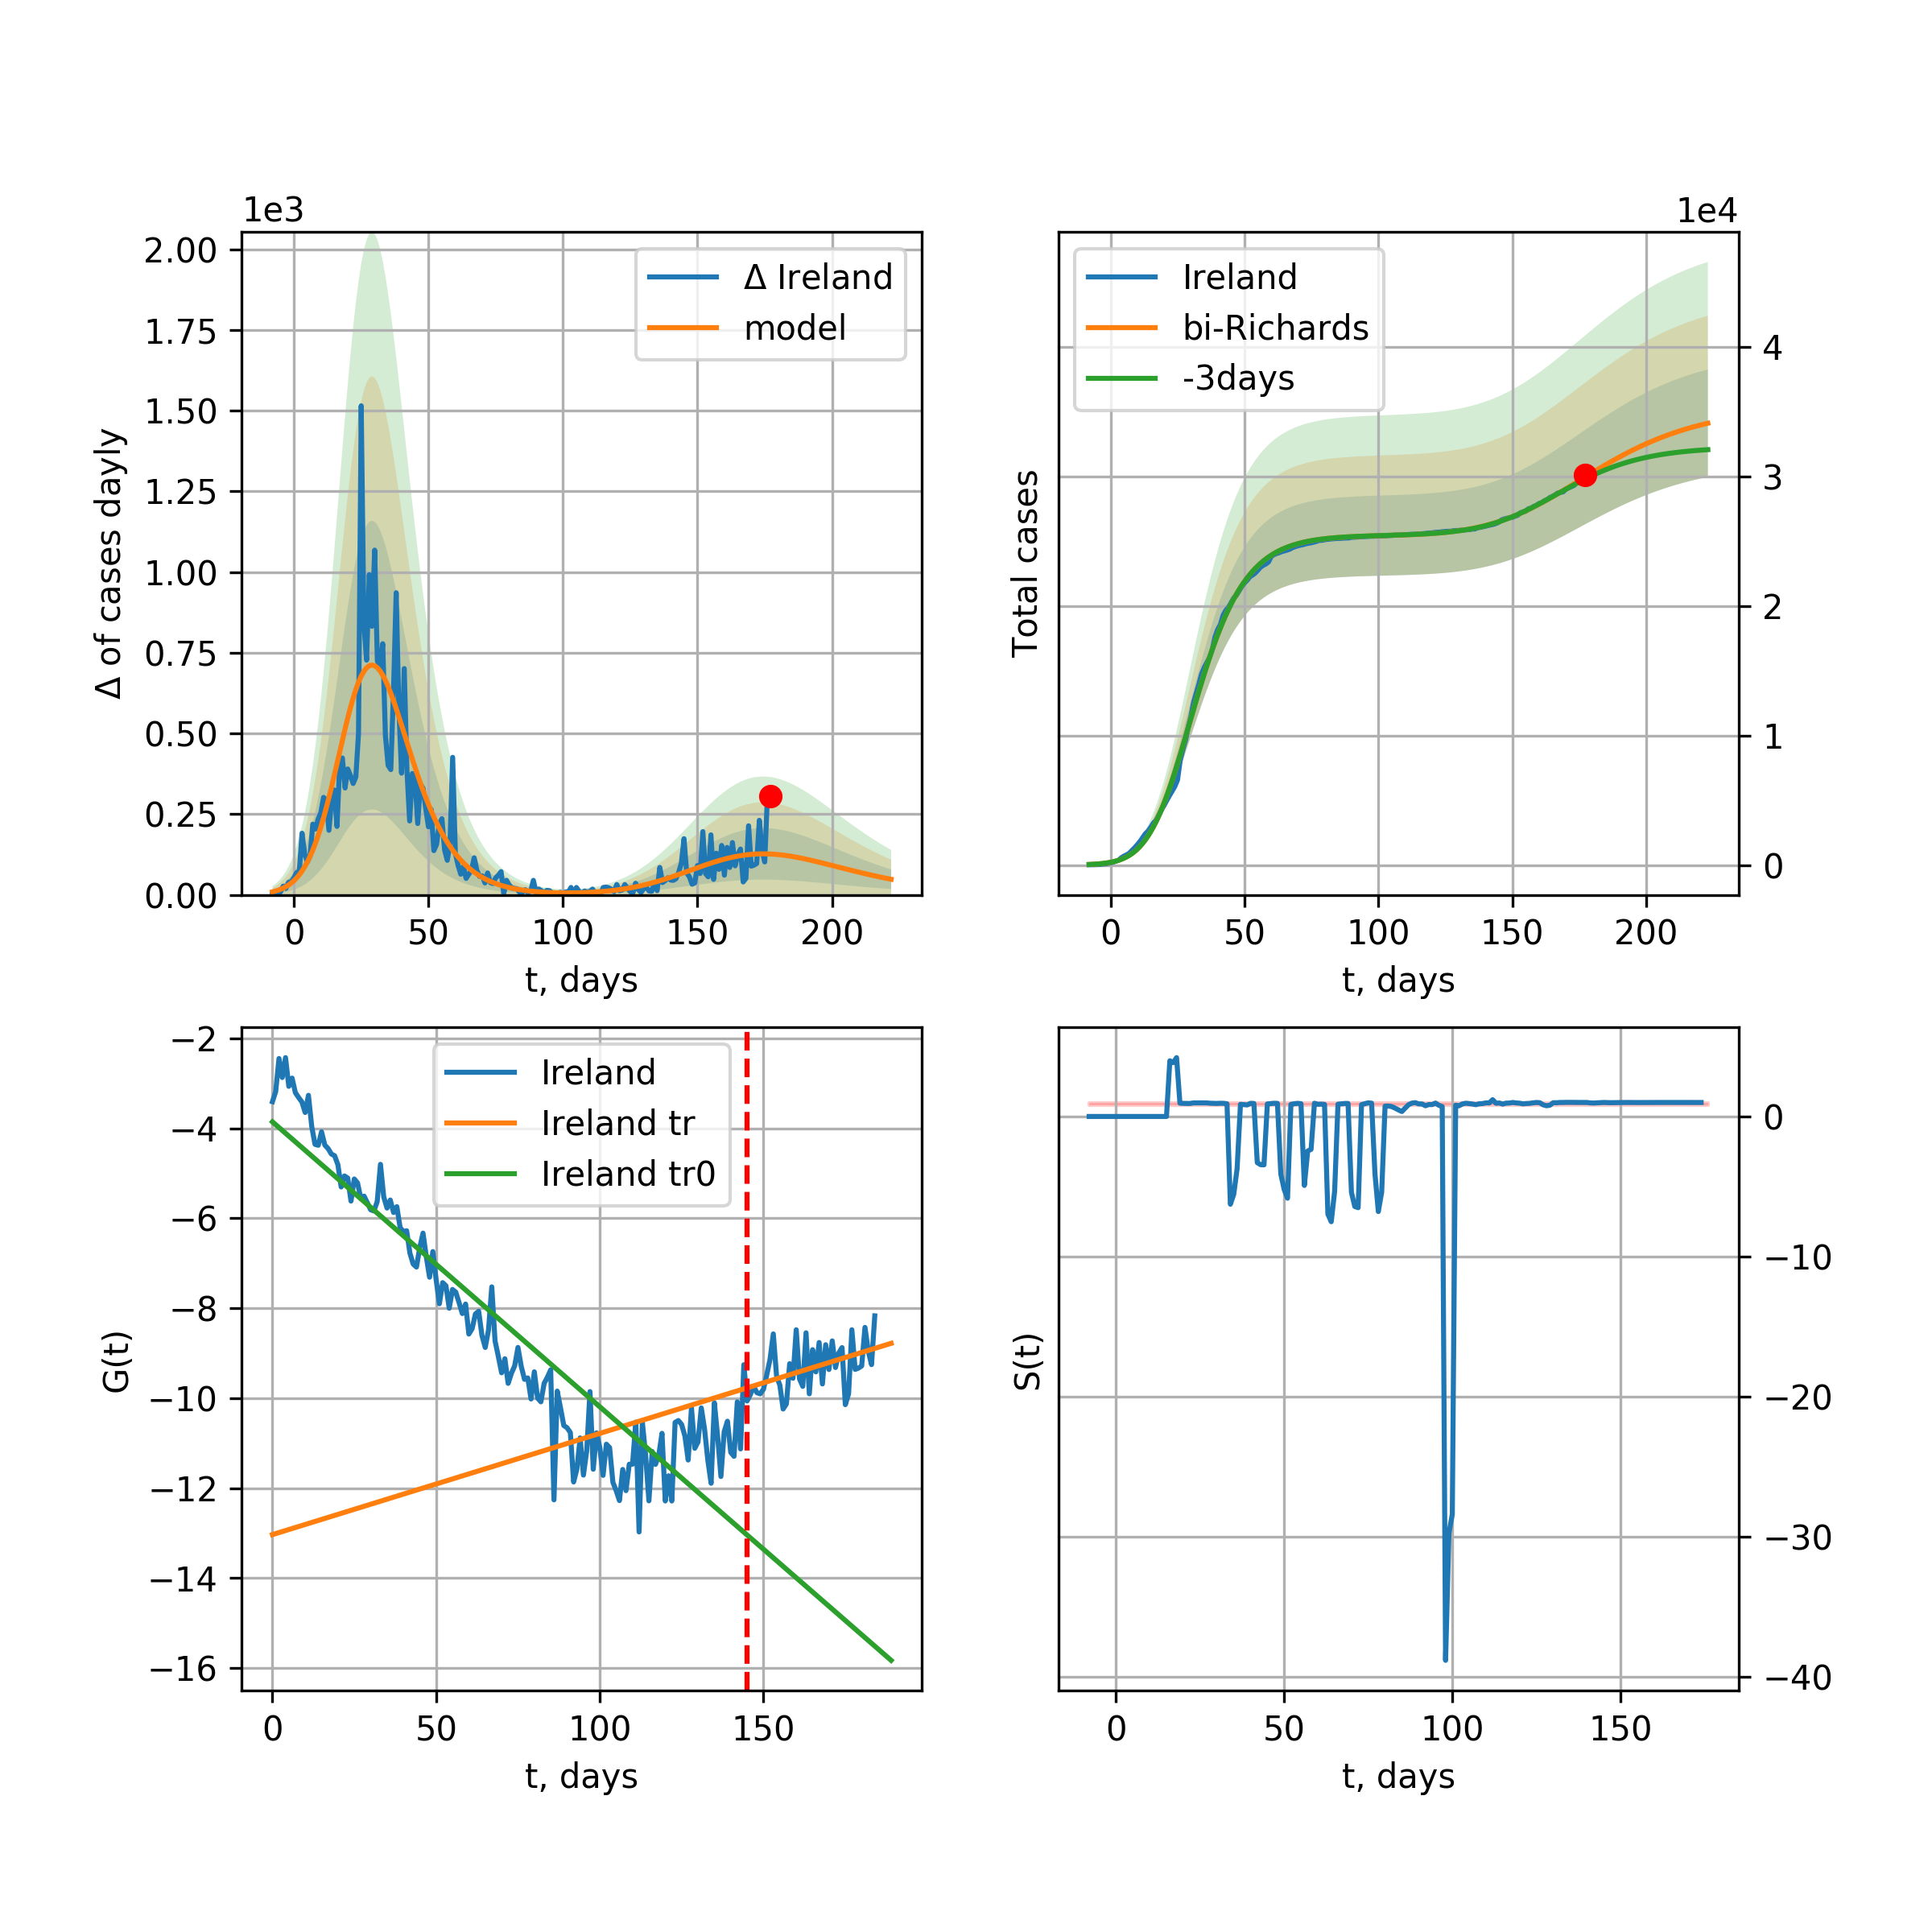 1e3
2.00
1.75
1.50
1.25
1.00
0.75
0.50
0.25
0.00
Δ of cases dayly
Δ Ireland
model
0 50 100 150 200
t, days
1e4
Ireland
bi-Richards
-3days
Total cases
4
3
2
1
0
0 50 100 150 200
t, days
−2
−4
−6
−8
−10
−12
−14
−16
G(t)
Ireland
Ireland tr
Ireland tr0
0 50 100 150
t, days
S(t)
0
−10
−20
−30
−40
0 50 100 150
t, days